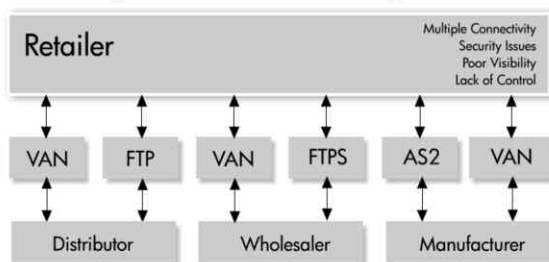 Retailer
Multiple Connectivity
Security Issues
Poor Visibility
Lack of Control
VAN FTP VAN FTPS AS2 VAN
Distributor Wholesaler Manufacturer